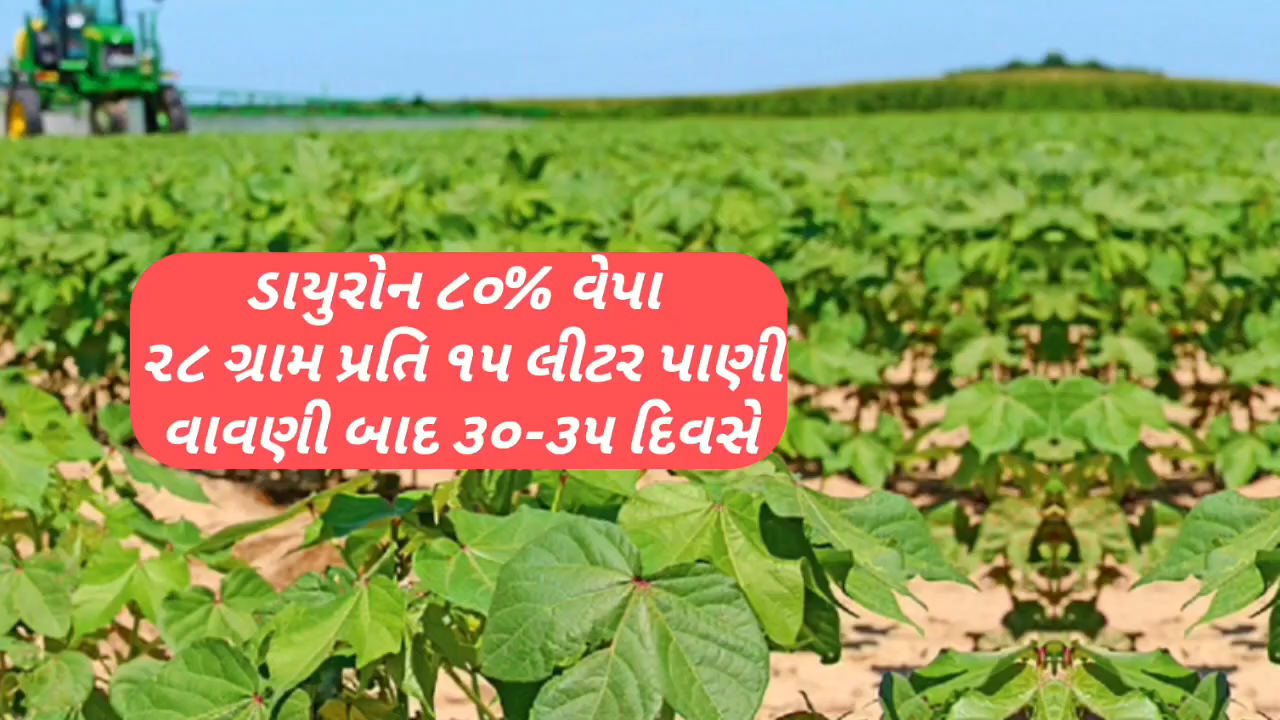 ડાયુરોન ૮૦% વેપા
૨૮ ગ્રામ પ્રતિ ૧૫ લીટર પાણી
વાવણી બાદ ૩૦-૩૫ દિવસે